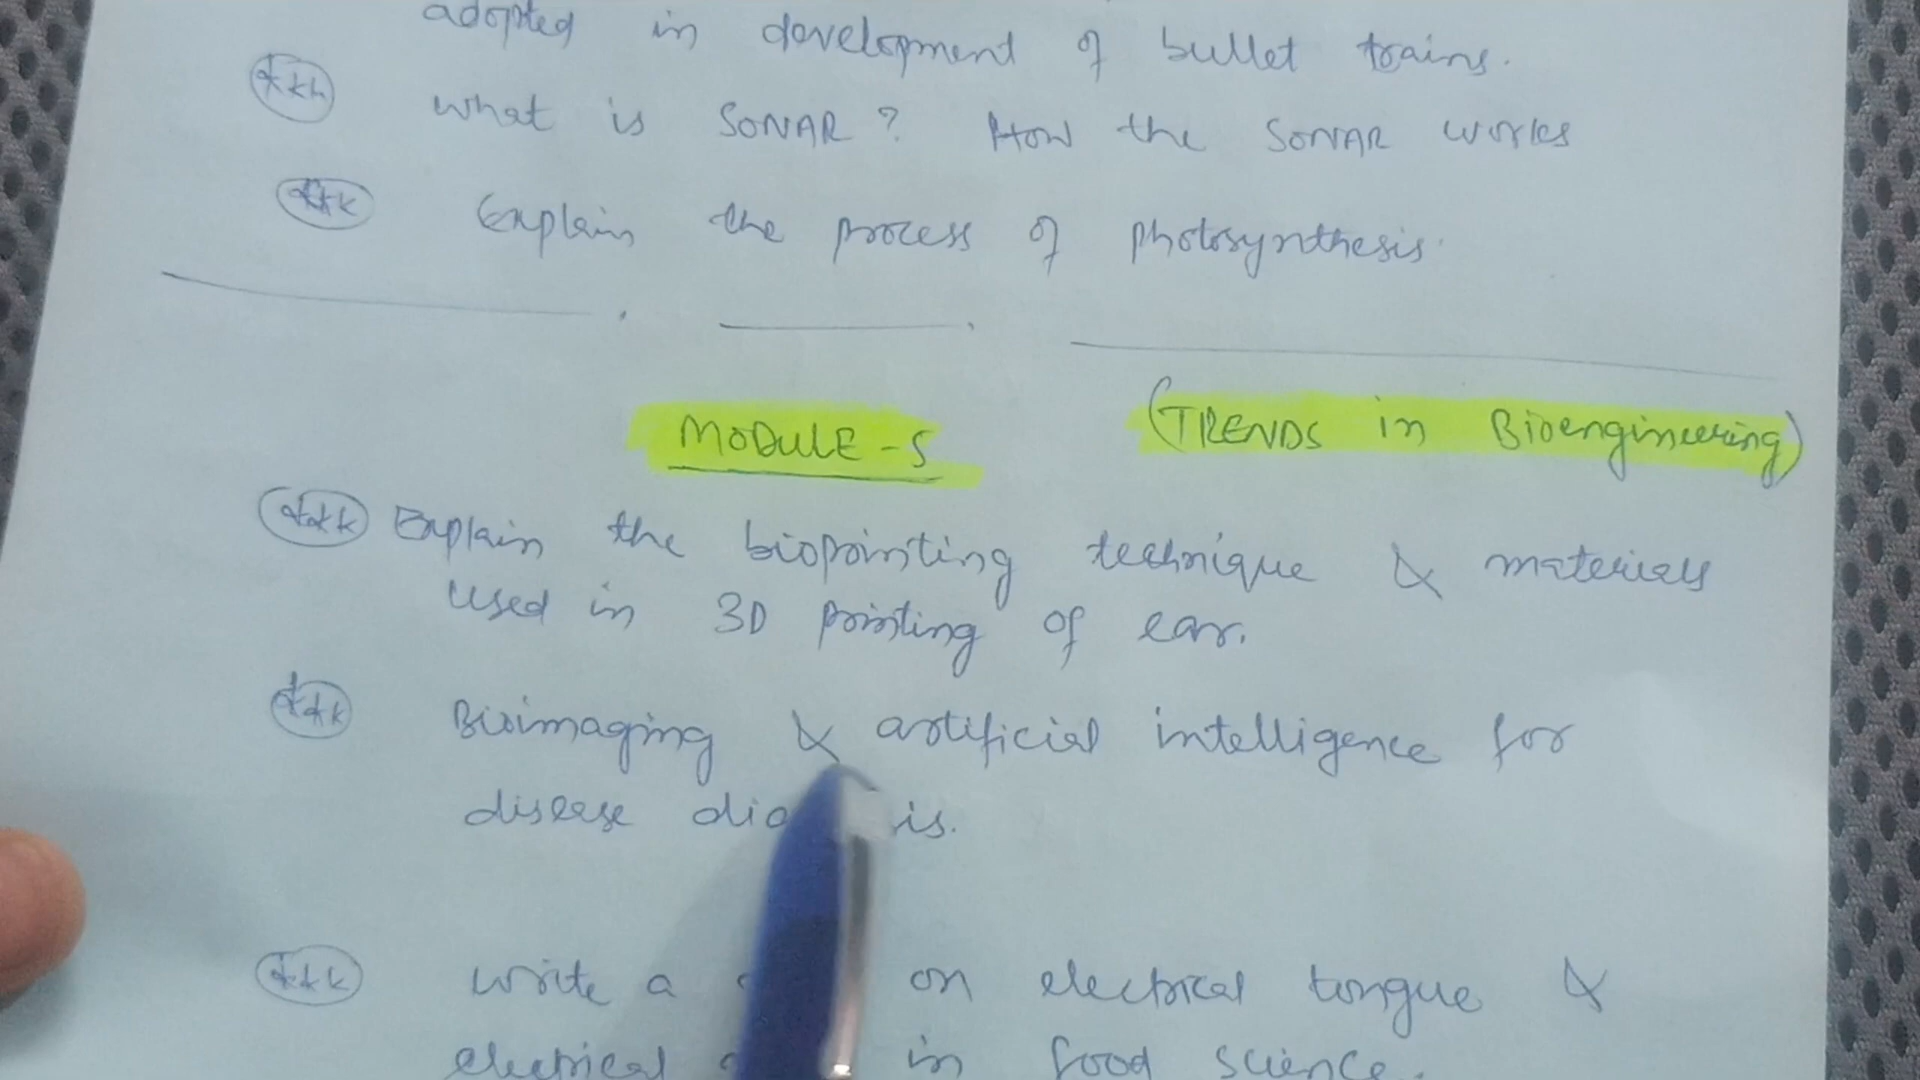 adopted in development of bullet trains.
*** what is SONAR? How the SONAR works
*** Explain the process of photosynthesis.
MODULE-5 (TRENDS in Bioengineering)
*** Explain the bioprinting technique & materials
used in 3D printing of ear.
*** Bioimaging & artificial intelligence for
disease
*** write a on electrical tongue &
electrical in food science.